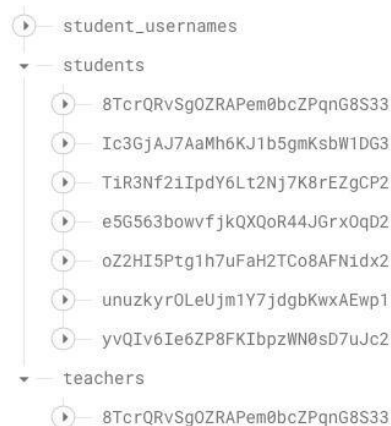 student_usernames
students
8TcrQRvSgOZRAPem0bcZPqnG8S33
Ic3GjAJ7AaMh6KJ1b5gmKsbW1DG3
TiR3Nf2iIpdY6Lt2Nj7K8rEZgCP2
e5G563bowvfjkQXQoR44JGrxOqD2
oZ2HI5Ptg1h7uFaH2TCo8AFNidx2
unuzkyrOLeUjm1Y7jdgbKwxAEwp1
yvQIv6Ie6ZP8FKIbpzWN0sD7uJc2
teachers
8TcrQRvSgOZRAPem0bcZPqnG8S33